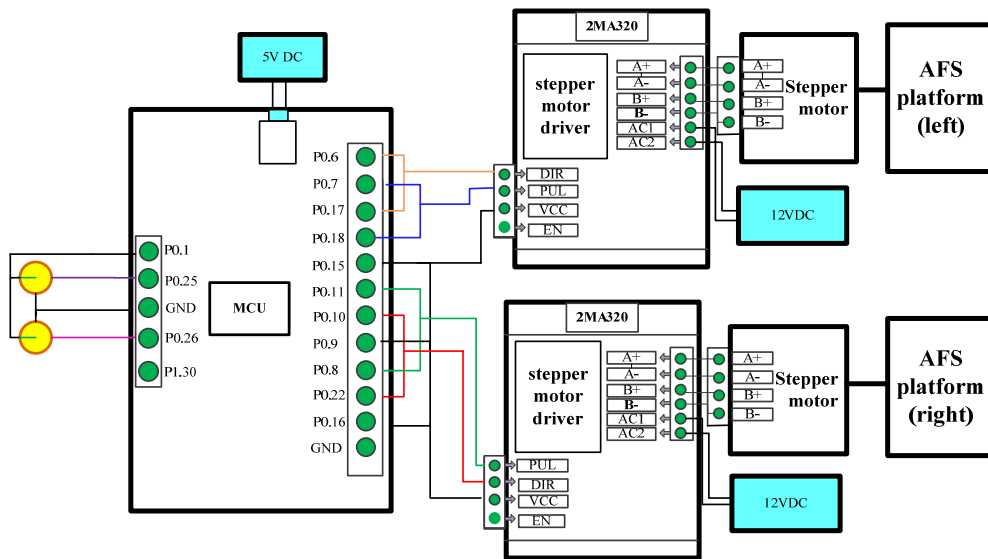 5V DC
P0.1
P0.25
GND
P0.26
P1.30
MCU
P0.6
P0.7
P0.17
P0.18
P0.15
P0.11
P0.10
P0.9
P0.8
P0.22
P0.16
GND
2MA320
stepper
motor
driver
A+
A-
B+
B-
AC1
AC2
DIR
PUL
VCC
EN
A+
A-
B+
B-
Stepper
motor
AFS
platform
(left)
12VDC
2MA320
stepper
motor
driver
A+
A-
B+
B-
AC1
AC2
PUL
DIR
VCC
EN
A+
A-
B+
B-
Stepper
motor
AFS
platform
(right)
12VDC